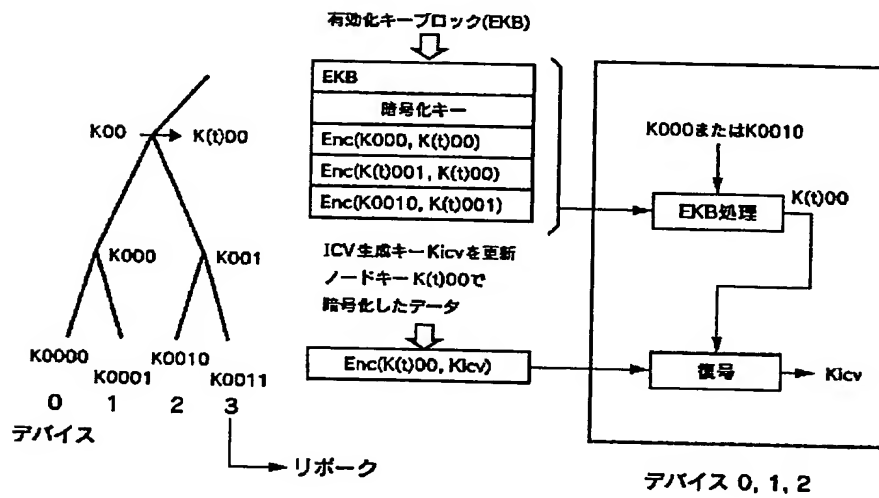 K00
K(t)00
K000
K001
K0000
K0001
K0010
K0011
0 1 2 3
デバイス
リボーク
有効化キーブロック(EKB)
EKB
暗号化キー
Enc(K000, K(t)00)
Enc(K(t)001, K(t)00)
Enc(K0010, K(t)001)
ICV生成キーKicvを更新
ノードキーK(t)00で
暗号化したデータ
Enc(K(t)00, Kicv)
K000またはK0010
EKB処理
K(t)00
復号
Kicv
デバイス 0, 1, 2